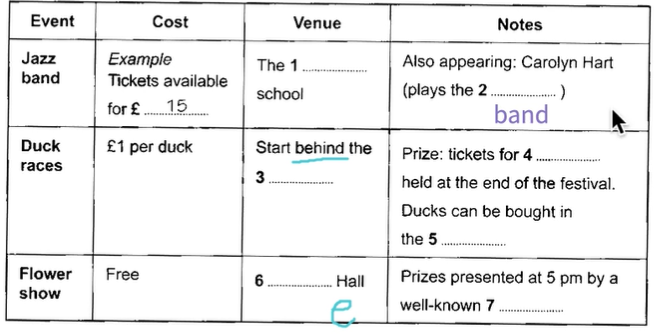 Event Cost Venue Notes
Jazz band
Example
Tickets available
for £ ....15....
The 1 ....................
school
Also appearing: Carolyn Hart
(plays the 2 .................... )
band
Duck races
£1 per duck
Start behind the
3 ....................
Prize: tickets for 4 ....................
held at the end of the festival.
Ducks can be bought in
the 5 ....................
Flower show
Free
6 .................... Hall
e
Prizes presented at 5 pm by a
well-known 7 ....................